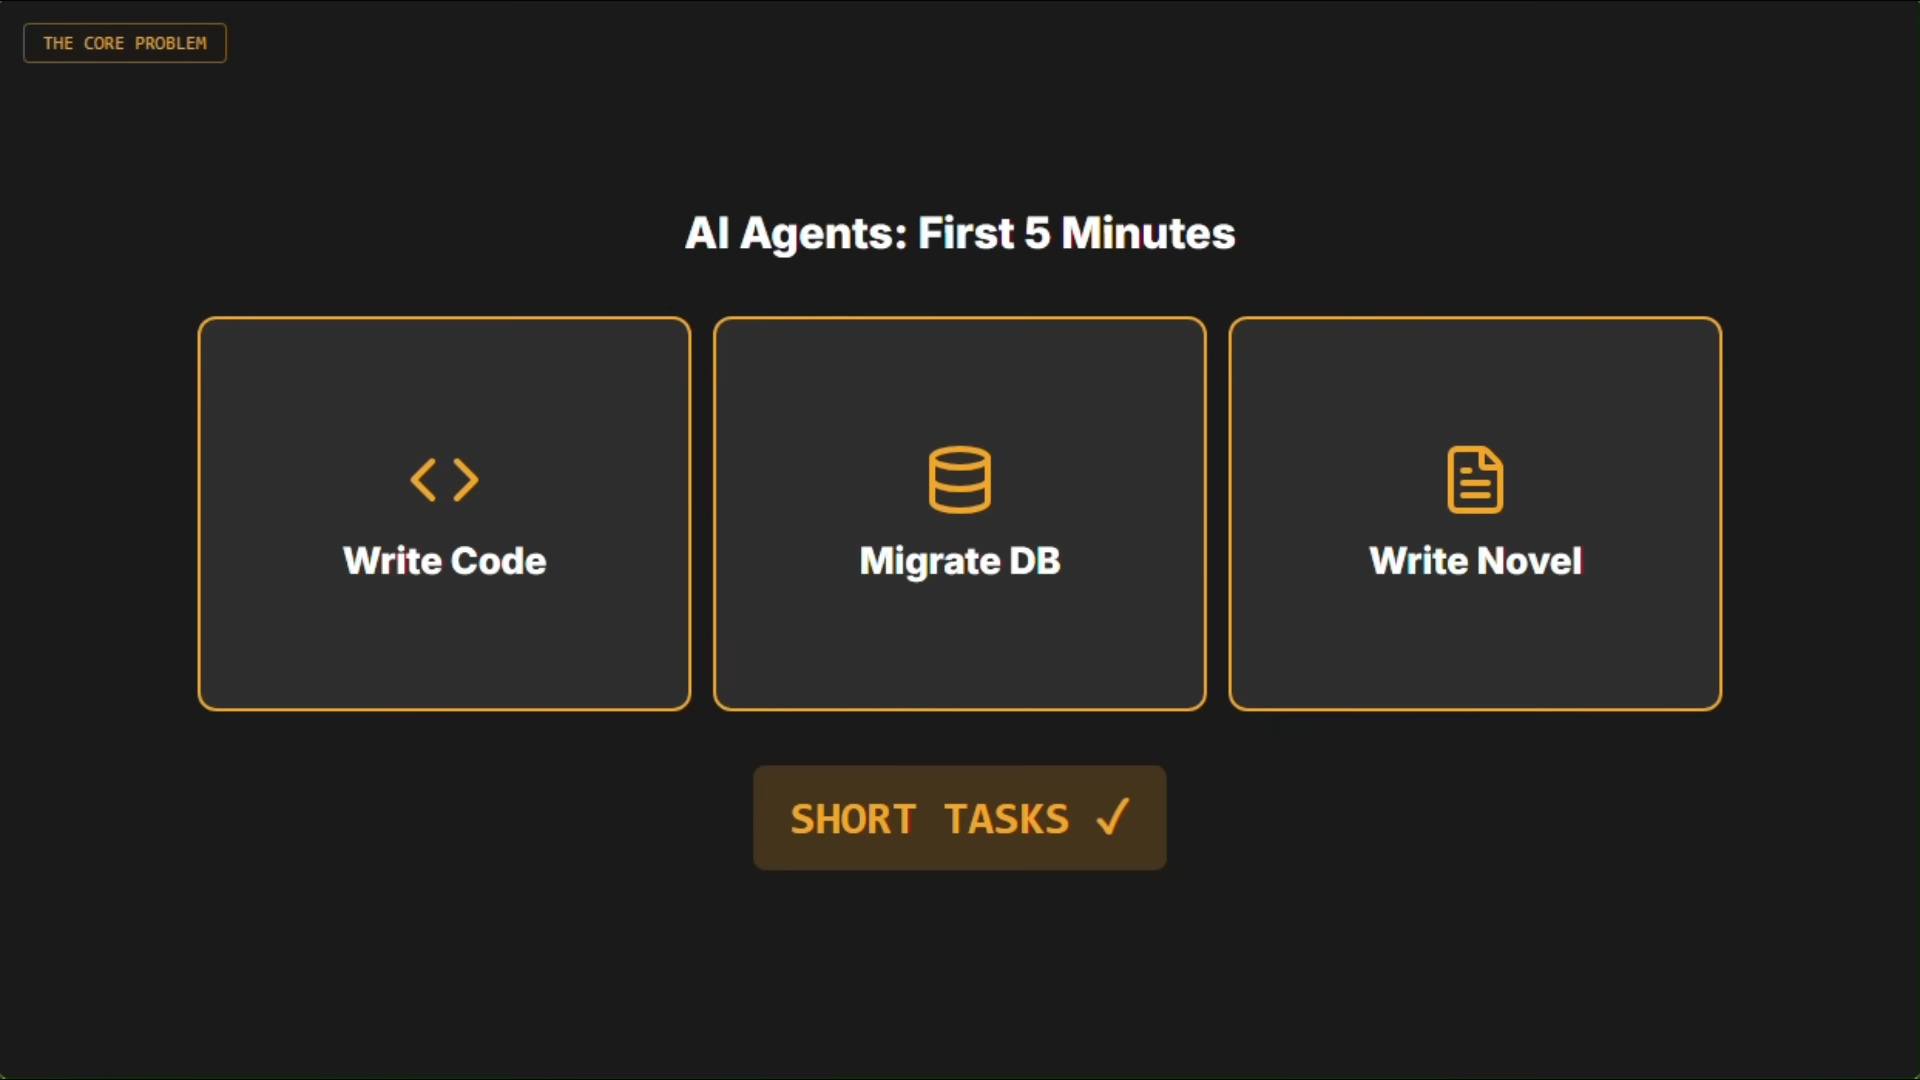 THE CORE PROBLEM
AI Agents: First 5 Minutes
Write Code
Migrate DB
Write Novel
SHORT TASKS ✓